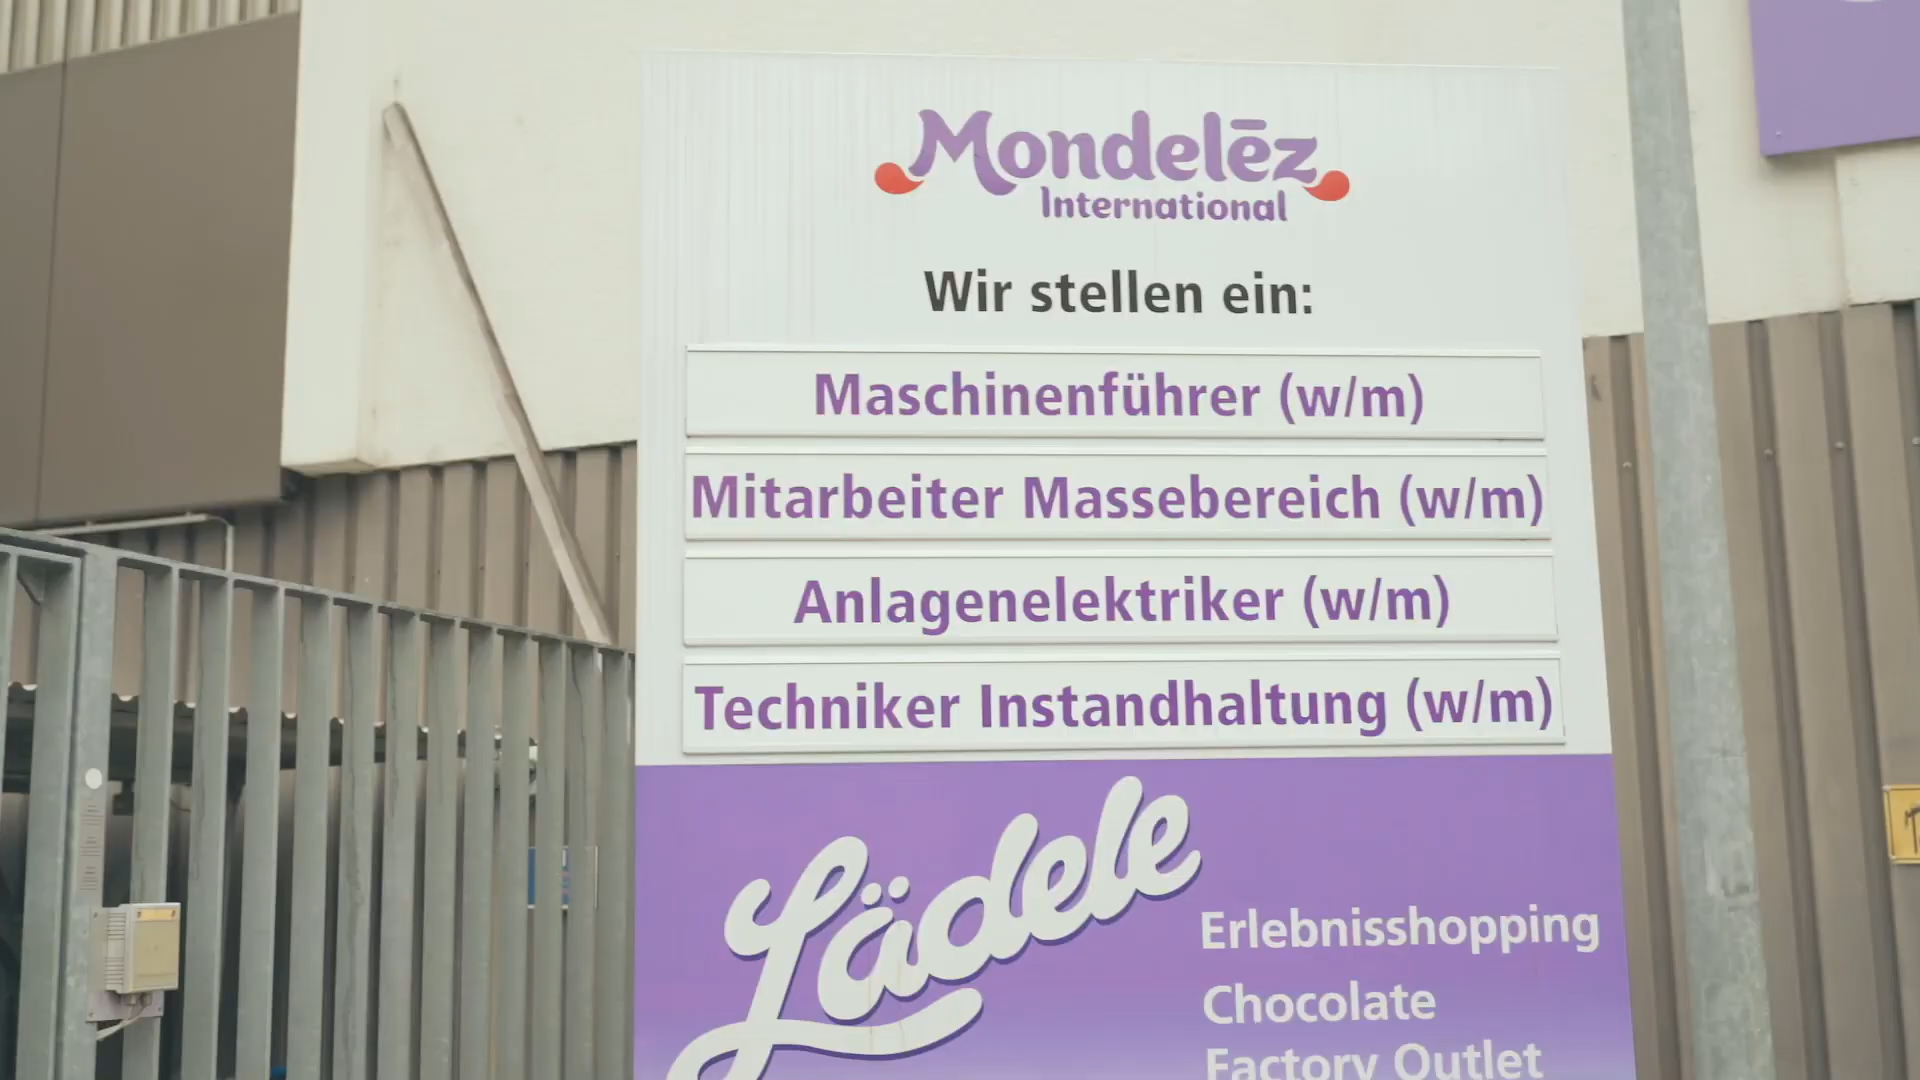 Mondelēz
International
Wir stellen ein:
Maschinenführer (w/m)
Mitarbeiter Massebereich (w/m)
Anlagenelektriker (w/m)
Techniker Instandhaltung (w/m)
Lädele
Erlebnisshopping
Chocolate
Factory Outlet